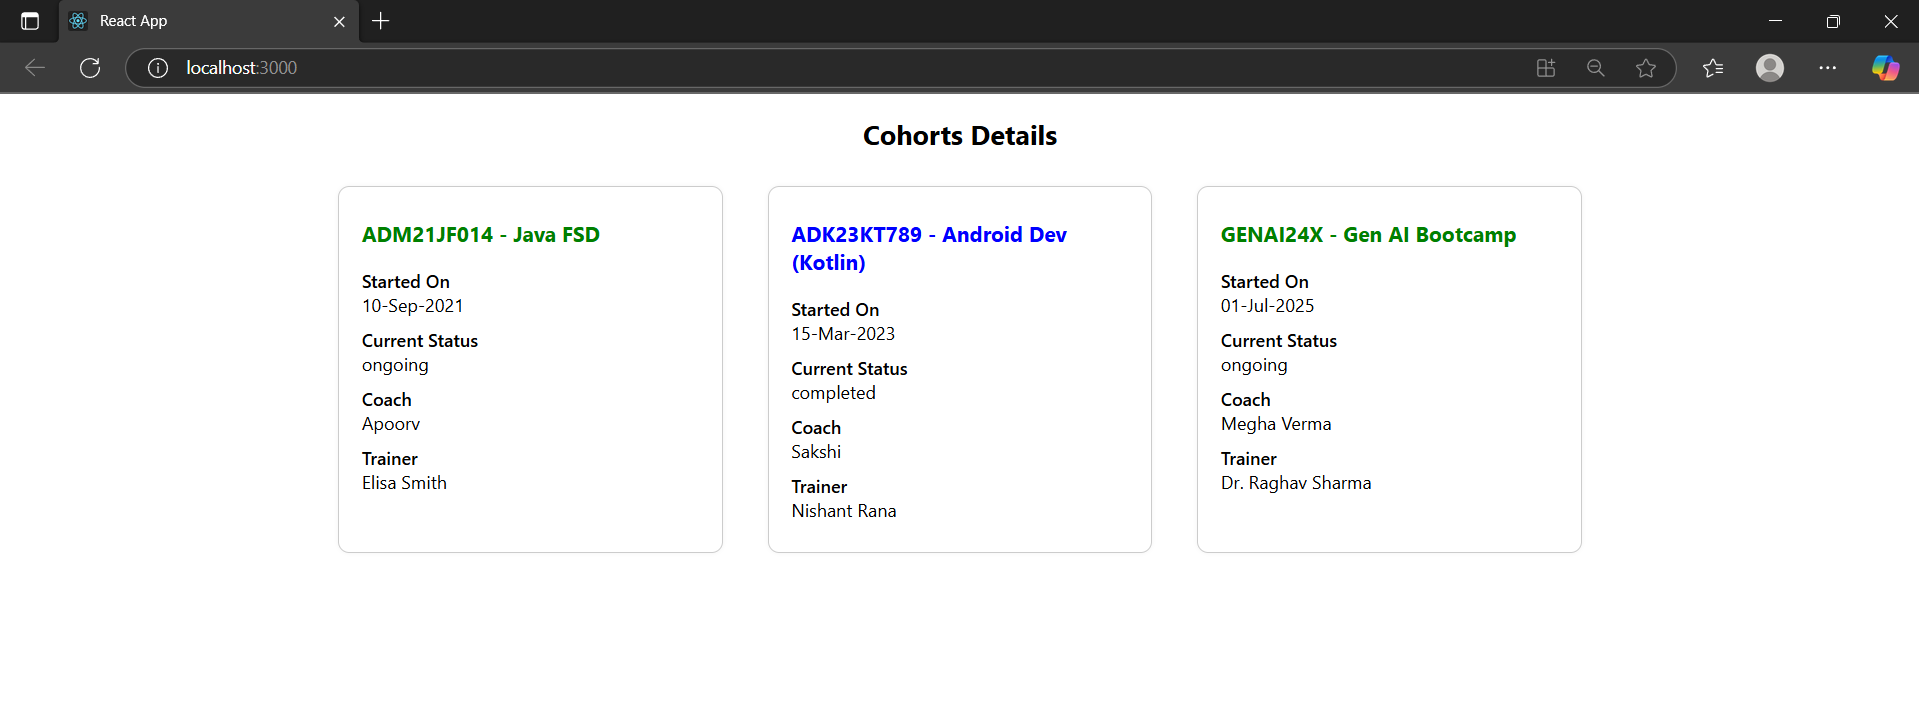 React App
localhost:3000
Cohorts Details
ADM21JF014 - Java FSD
Started On
10-Sep-2021
Current Status
ongoing
Coach
Apoorv
Trainer
Elisa Smith
ADK23KT789 - Android Dev
(Kotlin)
Started On
15-Mar-2023
Current Status
completed
Coach
Sakshi
Trainer
Nishant Rana
GENAI24X - Gen AI Bootcamp
Started On
01-Jul-2025
Current Status
ongoing
Coach
Megha Verma
Trainer
Dr. Raghav Sharma